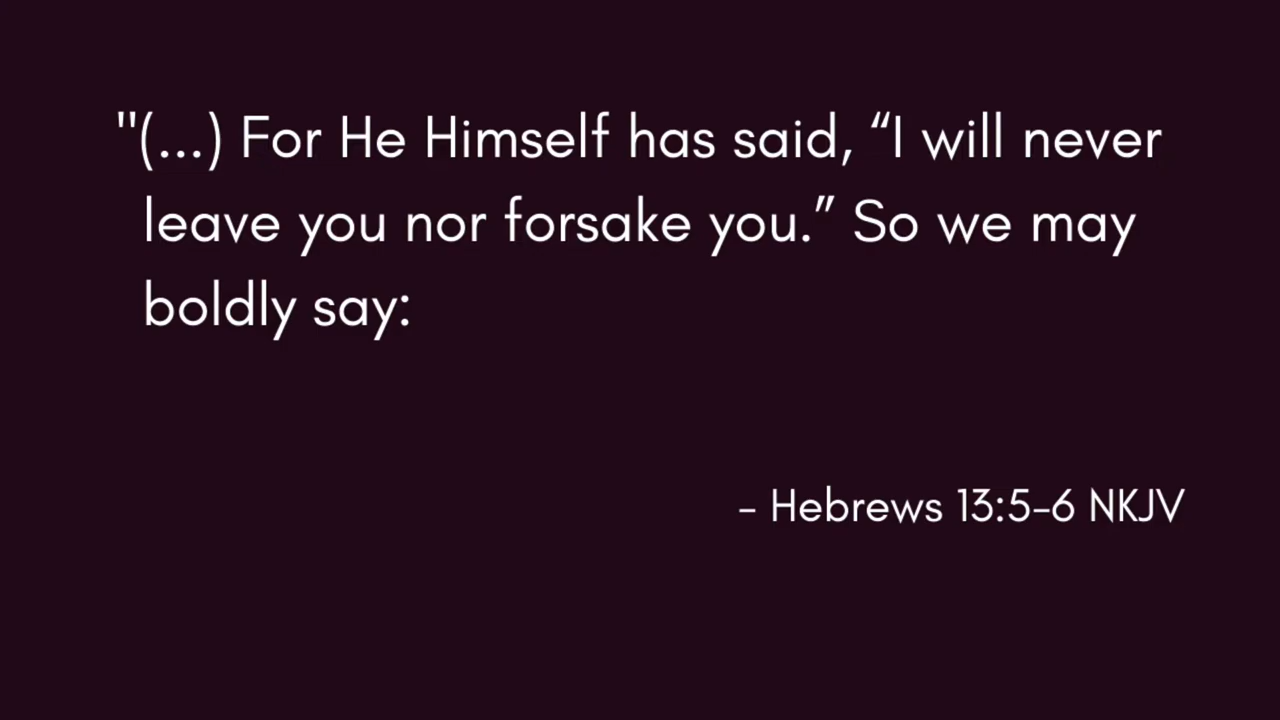 "(...) For He Himself has said, “I will never
leave you nor forsake you.” So we may
boldly say:
- Hebrews 13:5-6 NKJV